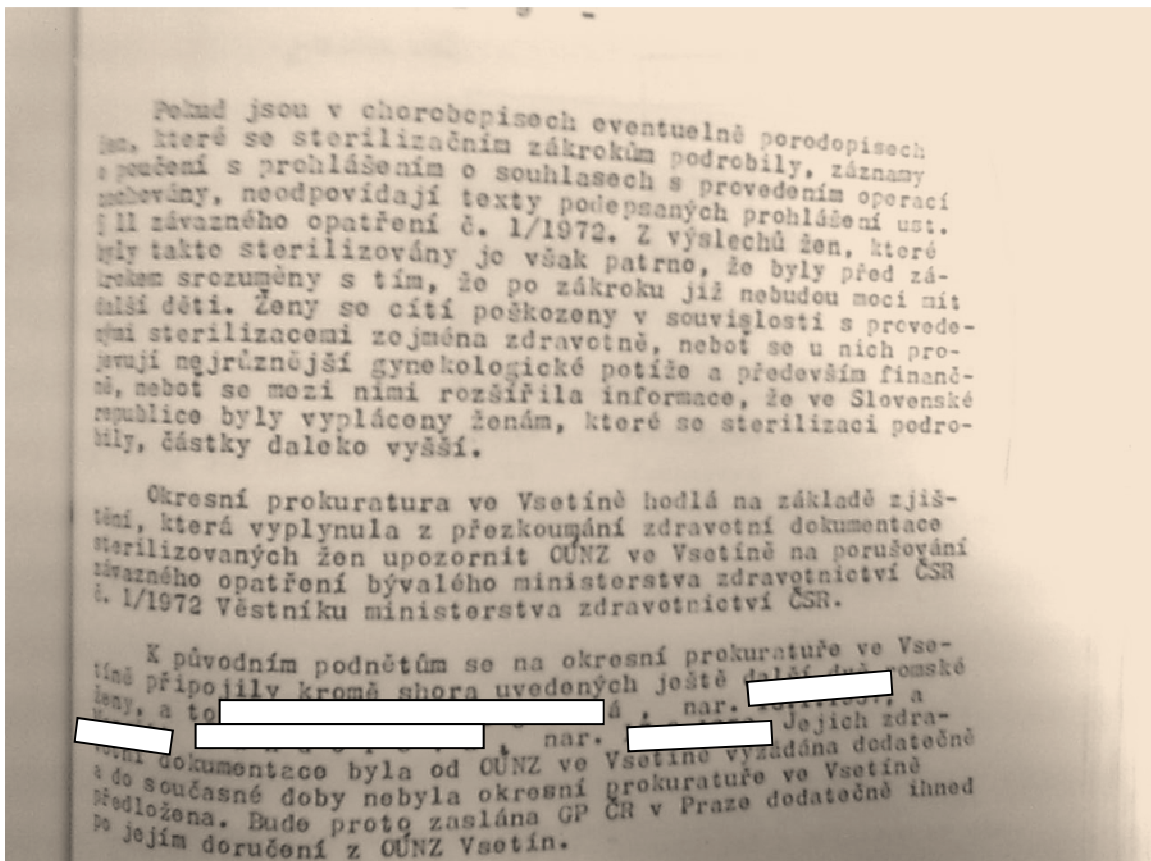 Pokud jsou v chorobopisech eventuelně porodopisech
žen, které se sterilizačním zákrokům podrobily, záznamy
o poučení s prohlášením o souhlasech s provedením operací
zachovány, neodpovídají texty podepsaných prohlášení ust.
§ 11 závazného opatření č. 1/1972. Z výslechů žen, které
byly takto sterilizovány je však patrno, že byly před zá-
krokem srozuměny s tím, že po zákroku již nebudou moci mít
další děti. Ženy se cítí poškozeny v souvislosti s provede-
nými sterilizacemi zejména zdravotně, neboť se u nich pro-
jevují nejrůznější gynekologické potíže a především finanč-
ně, neboť se mezi nimi rozšířila informace, že ve Slovenské
republice byly vypláceny ženám, které se sterilizaci podro-
bily, částky daleko vyšší.
Okresní prokuratura ve Vsetíně hodlá na základě zjiš-
tění, která vyplynula z přezkoumání zdravotní dokumentace
sterilizovaných žen upozornit OÚNZ ve Vsetíně na porušování
závazného opatření bývalého ministerstva zdravotnictví ČSR
č. 1/1972 Věstníku ministerstva zdravotnictví ČSR.
K původním podnětům se na okresní prokuratuře ve Vse-
tíně připojily kromě shora uvedených ještě další dvě romské
ženy, a to á , nar. a
, nar. Jejich zdra-
votní dokumentace byla od OÚNZ ve Vsetíně vyžádána dodatečně
a do současné doby nebyla okresní prokuratuře ve Vsetíně
předložena. Bude proto zaslána GP ČR v Praze dodatečně ihned
po jejím doručení z OÚNZ Vsetín.